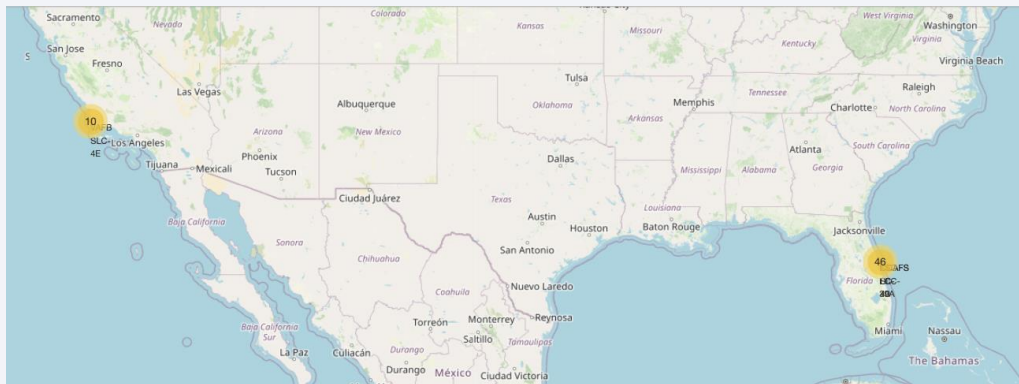 Sacramento
Nevada
Colorado
Kansas
Missouri
West Virginia
Washington
San Jose
Kentucky
Virginia
S
Fresno
Virginia Beach
Las Vegas
Tulsa
Raleigh
Tennessee
Albuquerque
Oklahoma
Memphis
Charlotte
North Carolina
10
Arizona
New Mexico
Arkansas
SLC-
Los Angeles
4E
Phoenix
Dallas
Atlanta
South Carolina
Tijuana
Mexicali
Tucson
Mississippi
Alabama
Georgia
Ciudad Juárez
Texas
Louisiana
Baja California
Austin
Houston
Baton Rouge
Jacksonville
Sonora
San Antonio
Chihuahua
46
Florida
Nuevo Laredo
Coahuila
Baja California
Sur
Torreón
Monterrey
Reynosa
Miami
Nassau
Saltillo
La Paz
Culiacán
Durango
Tamaulipas
The Bahamas
Durango
México
Ciudad Victoria